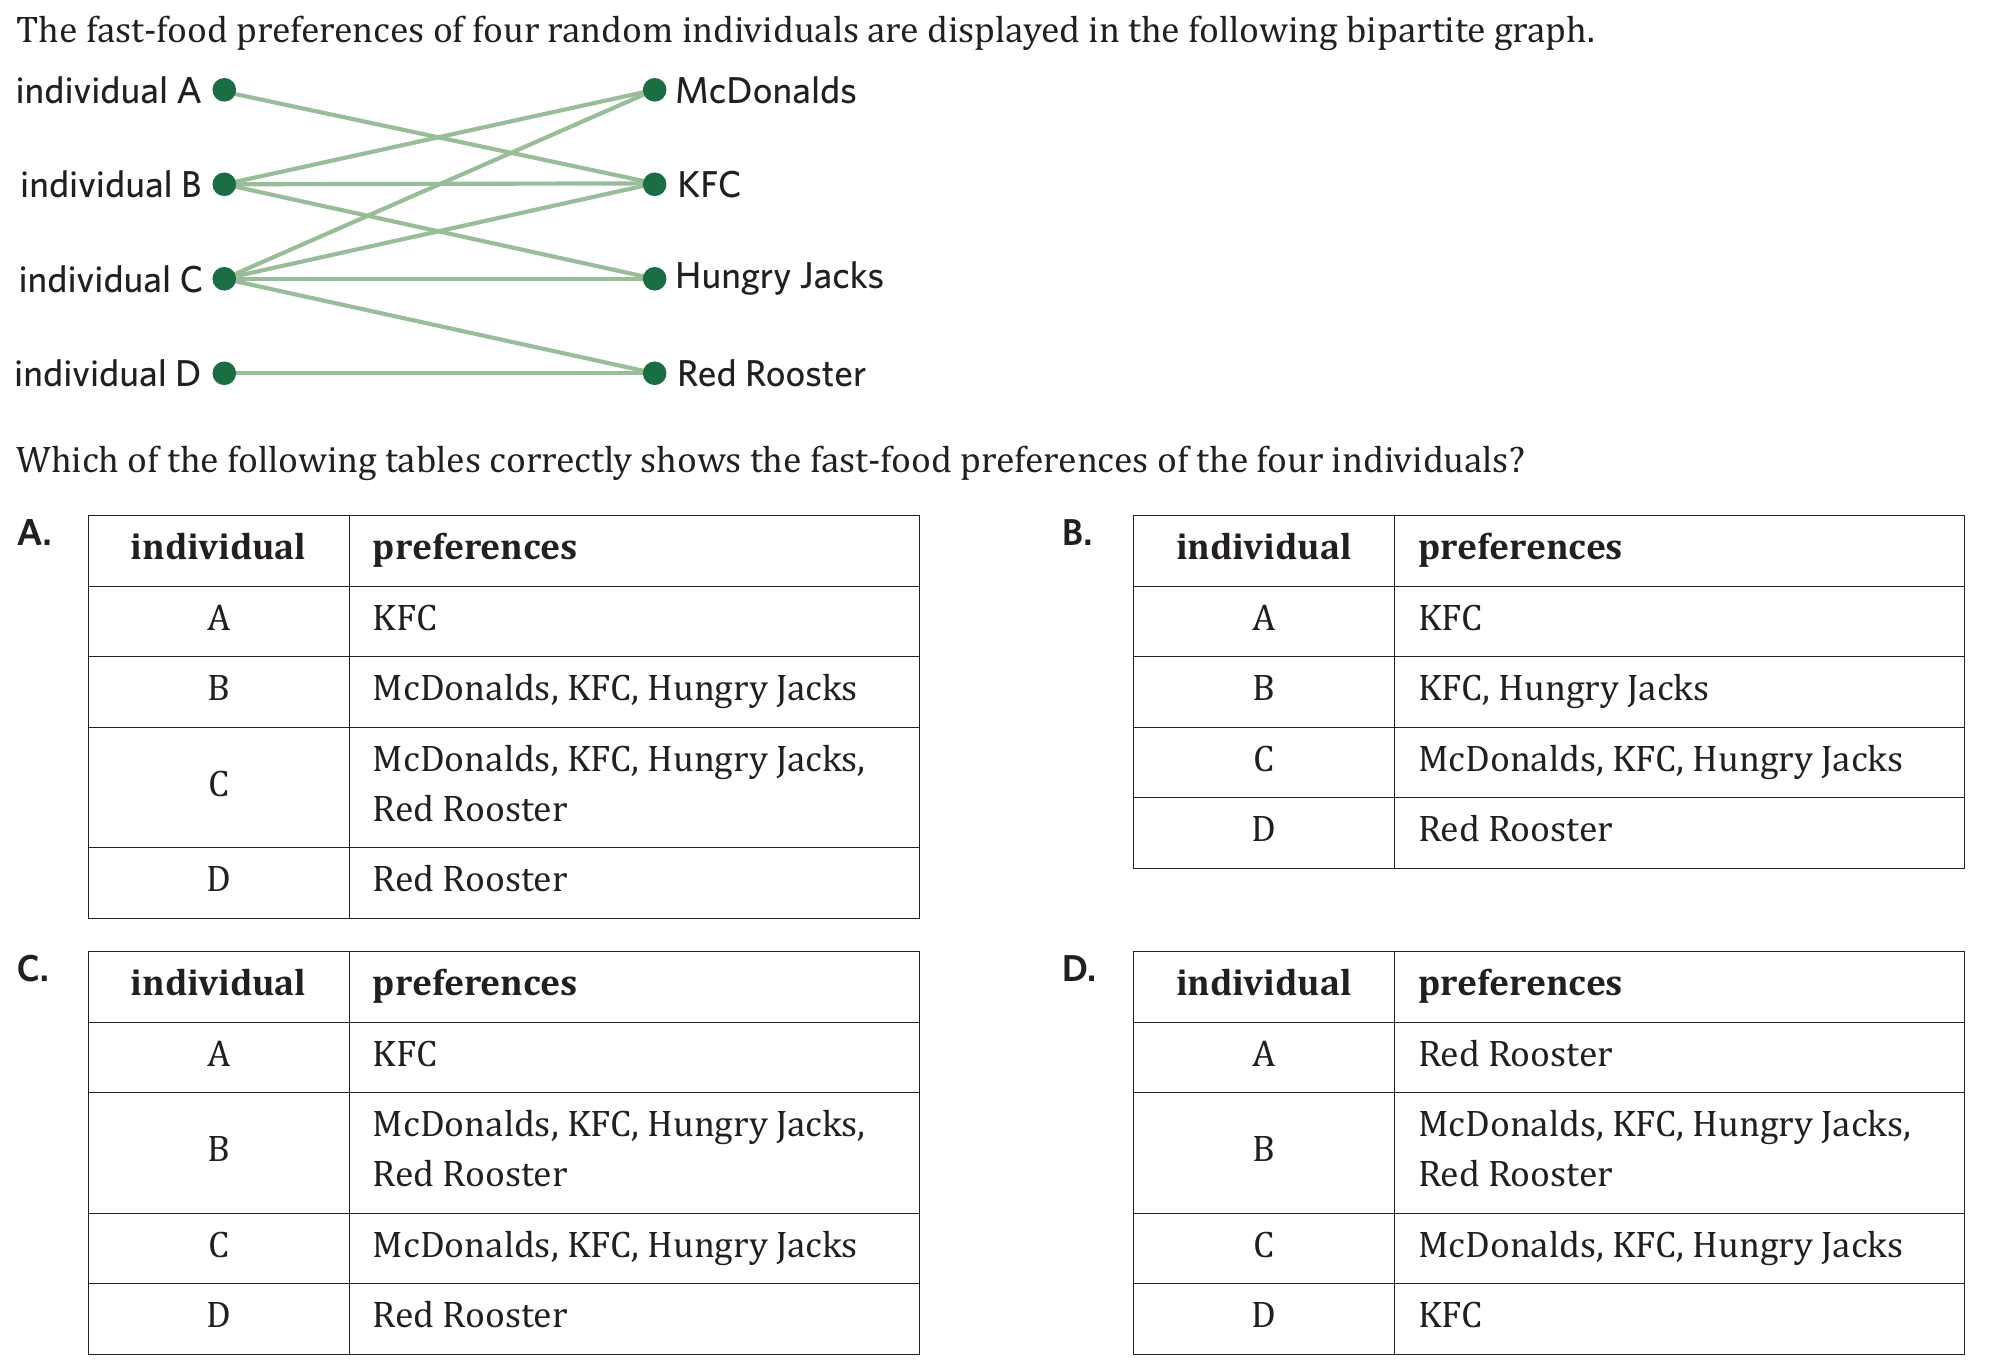 The fast-food preferences of four random individuals are displayed in the following bipartite graph.
individual A McDonalds
individual B KFC
individual C Hungry Jacks
individual D Red Rooster
Which of the following tables correctly shows the fast-food preferences of the four individuals?
A.
individual preferences
A KFC
B McDonalds, KFC, Hungry Jacks
C McDonalds, KFC, Hungry Jacks,
Red Rooster
D Red Rooster
B.
individual preferences
A KFC
B KFC, Hungry Jacks
C McDonalds, KFC, Hungry Jacks
D Red Rooster
C.
individual preferences
A KFC
B McDonalds, KFC, Hungry Jacks,
Red Rooster
C McDonalds, KFC, Hungry Jacks
D Red Rooster
D.
individual preferences
A Red Rooster
B McDonalds, KFC, Hungry Jacks,
Red Rooster
C McDonalds, KFC, Hungry Jacks
D KFC